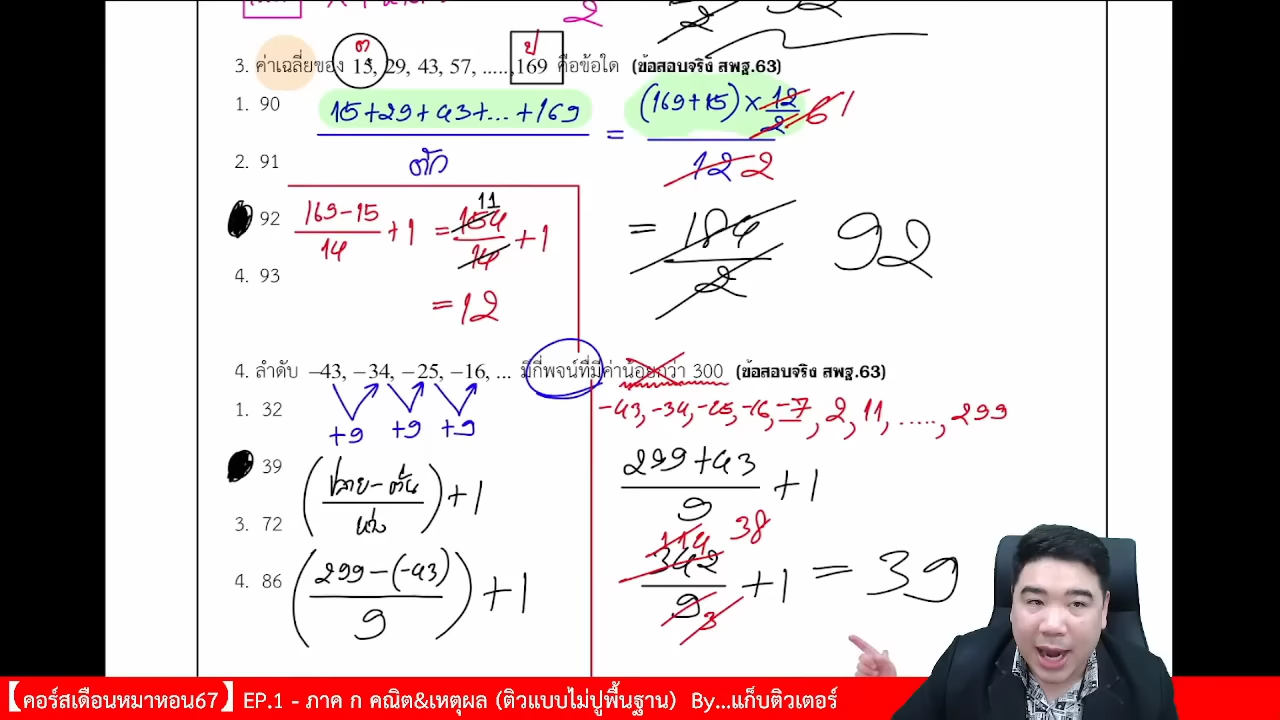 2
2
ต ป
3. ค่าเฉลี่ยของ 15, 29, 43, 57, .....,169 คือข้อใด (ข้อสอบจริง สพฐ.63)
1. 90
15+29+43+...+169 = (169+15) × 12 6 1
2
2. 91
ตัว
12 2
92
169-15 +1 = 154 11 +1
14 14
= 184 92
2
4. 93
= 12
4. ลำดับ -43, -34, -25, -16, ... มีกี่พจน์ที่มีค่าน้อยกว่า 300 (ข้อสอบจริง สพฐ.63)
1. 32
+9 +9 +9
-43, -34, -25, -16, -7, 2, 11, ....., 299
39
(ปลาย-ต้น) +1
ห่าง
299+43 +1
9
3. 72
4. 86
(299-(-43)) +1
9
114 38
342 +1 = 39
9 3
【คอร์สเดือนหมาหอน67】 EP.1 - ภาค ก คณิต&เหตุผล (ติวแบบไม่ปูพื้นฐาน) By...แก็บติวเตอร์